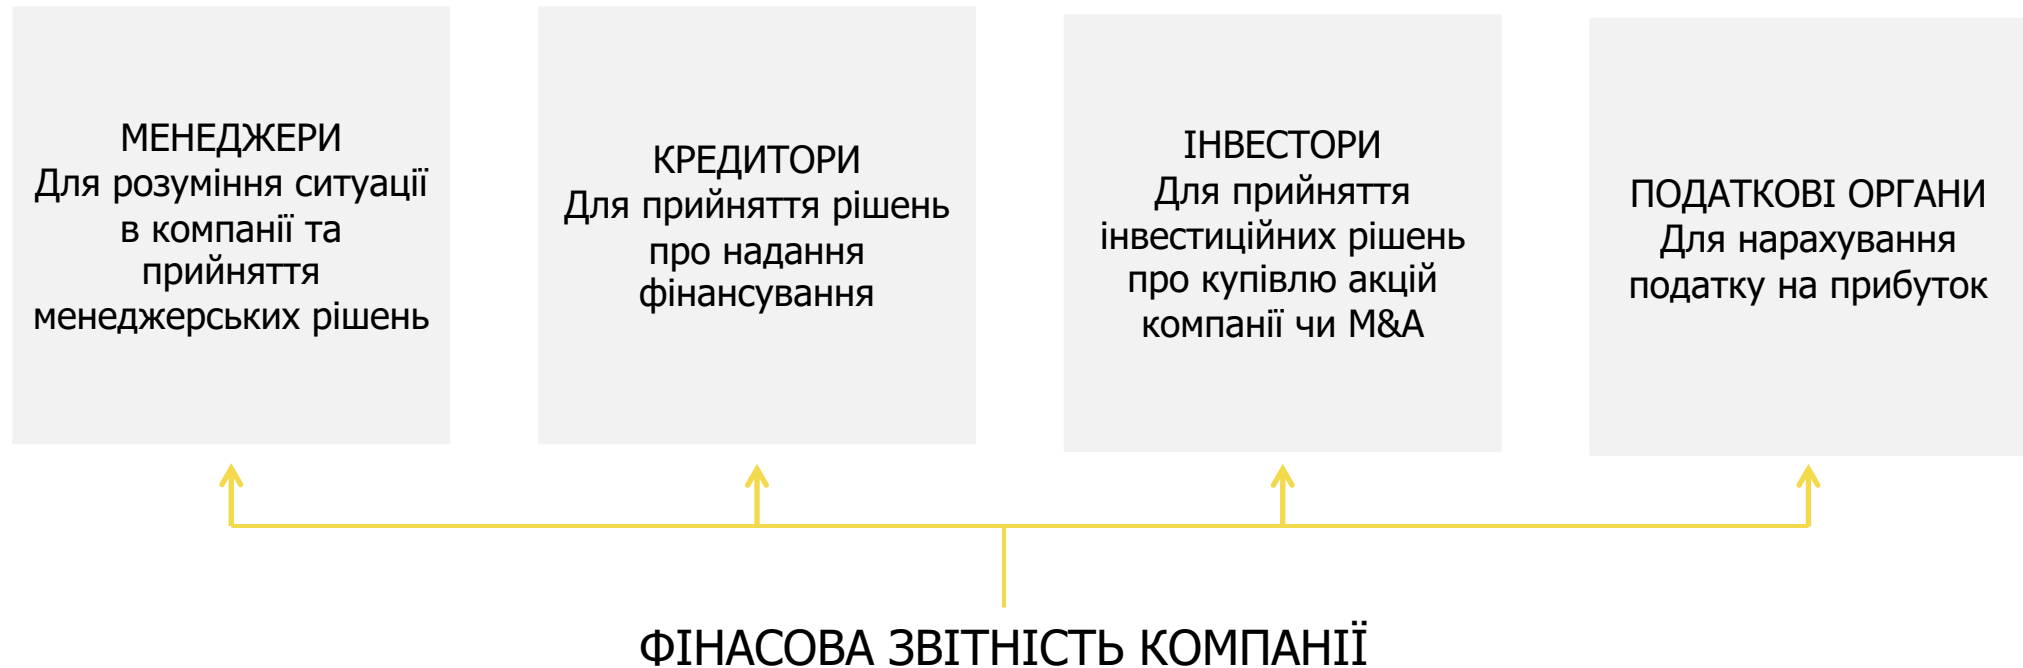 МЕНЕДЖЕРИ
Для розуміння ситуації
в компанії та
прийняття
менеджерських рішень
КРЕДИТОРИ
Для прийняття рішень
про надання
фінансування
ІНВЕСТОРИ
Для прийняття
інвестиційних рішень
про купівлю акцій
компанії чи M&A
ПОДАТКОВІ ОРГАНИ
Для нарахування
податку на прибуток
ФІНАСОВА ЗВІТНІСТЬ КОМПАНІЇ